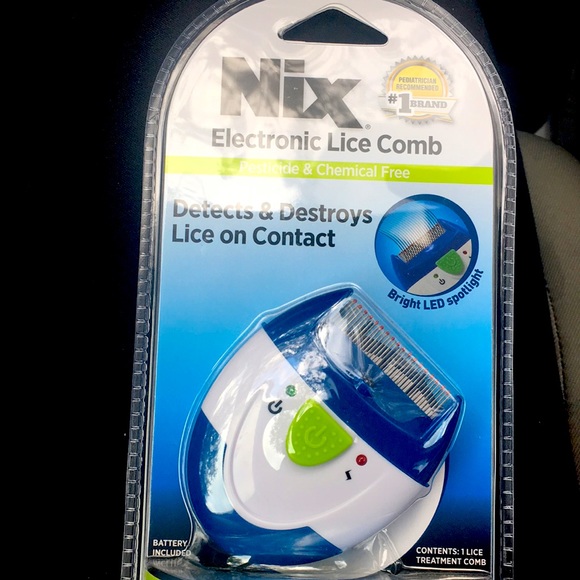 Nix®
PEDIATRICIAN
RECOMMENDED
#1 BRAND
Electronic Lice Comb
Pesticide & Chemical Free
Detects & Destroys
Lice on Contact
Bright LED spotlight
BATTERY
INCLUDED
CONTENTS: 1 LICE
TREATMENT COMB